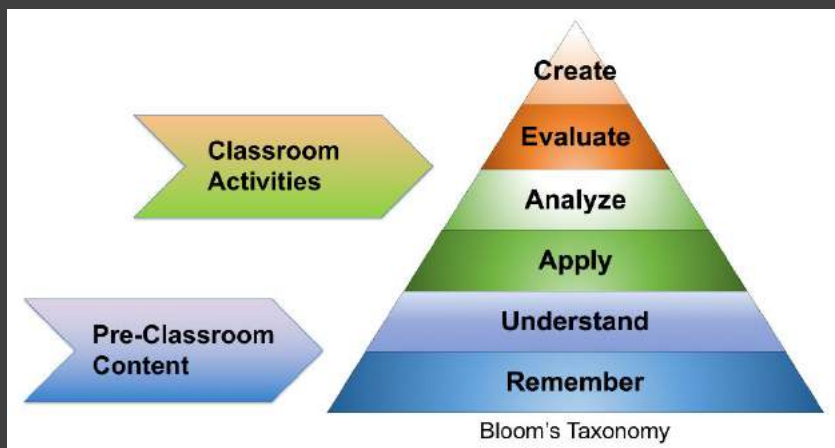 Create
Evaluate
Classroom
Activities
Analyze
Apply
Pre-Classroom
Content
Understand
Remember
Bloom's Taxonomy